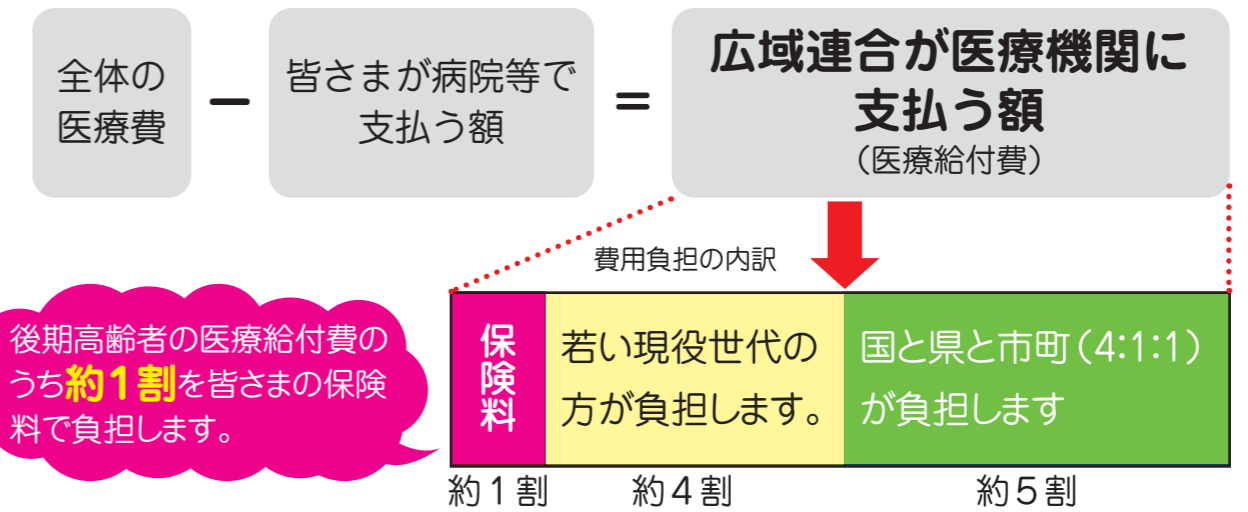 全体の
医療費
−
皆さまが病院等で
支払う額
=
広域連合が医療機関に
支払う額
(医療給付費)
費用負担の内訳
後期高齢者の医療給付費の
うち約1割を皆さまの保険
料で負担します。
保険料
若い現役世代の
方が負担します。
国と県と市町(4:1:1)
が負担します
約1割
約4割
約5割